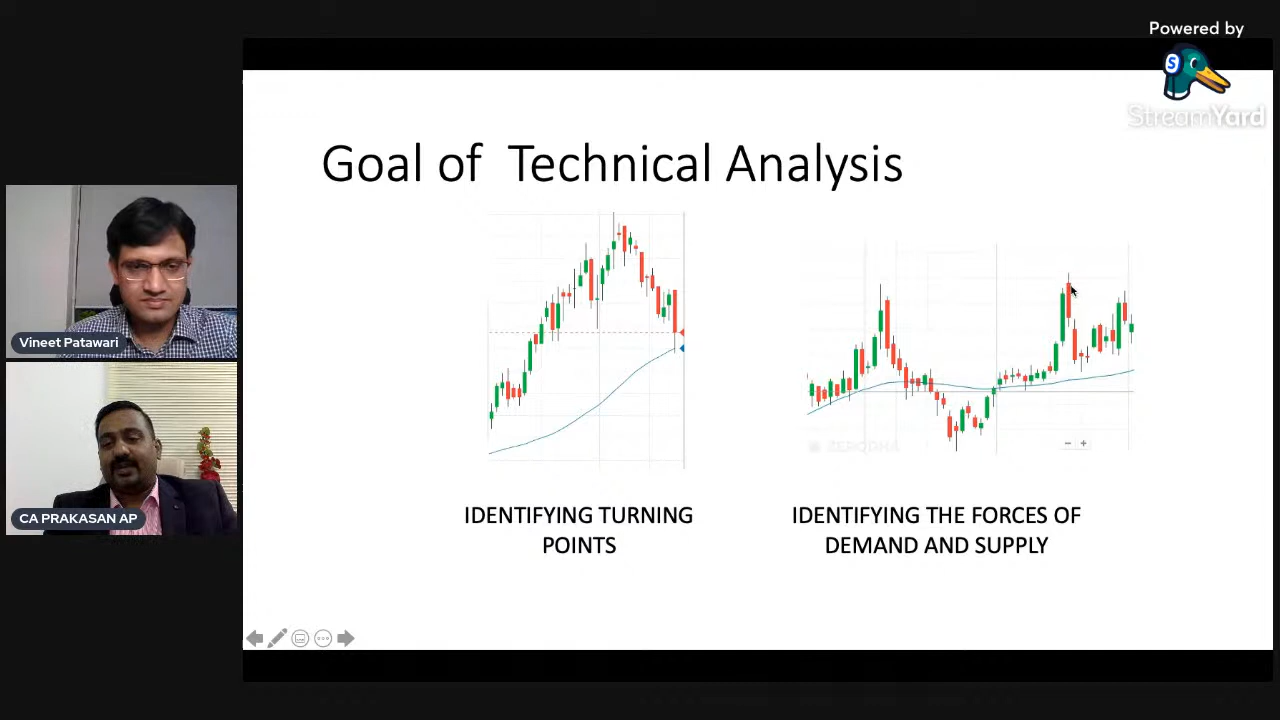 Powered by
StreamYard
Goal of Technical Analysis
Vineet Patawari
CA PRAKASAN AP
ZERODHA
IDENTIFYING TURNING
POINTS
IDENTIFYING THE FORCES OF
DEMAND AND SUPPLY